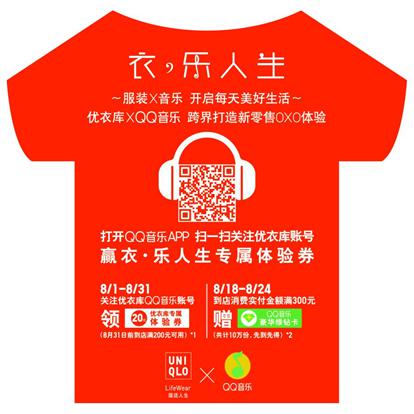 衣，乐人生
～服装X音乐 开启每天美好生活～
优衣库XQQ音乐 跨界打造新零售OXO体验
打开QQ音乐APP 扫一扫关注优衣库账号
赢衣·乐人生专属体验券
8/1-8/31
关注优衣库QQ音乐账号
领 20元 优衣库专属体验券
(8月31日前到店满200元可用) *1
8/18-8/24
到店消费实付金额满300元
赠 QQ音乐 豪华绿钻卡
(共计10万份，先到先得) *2
UNI
QLO
LifeWear
服适人生
X
QQ音乐